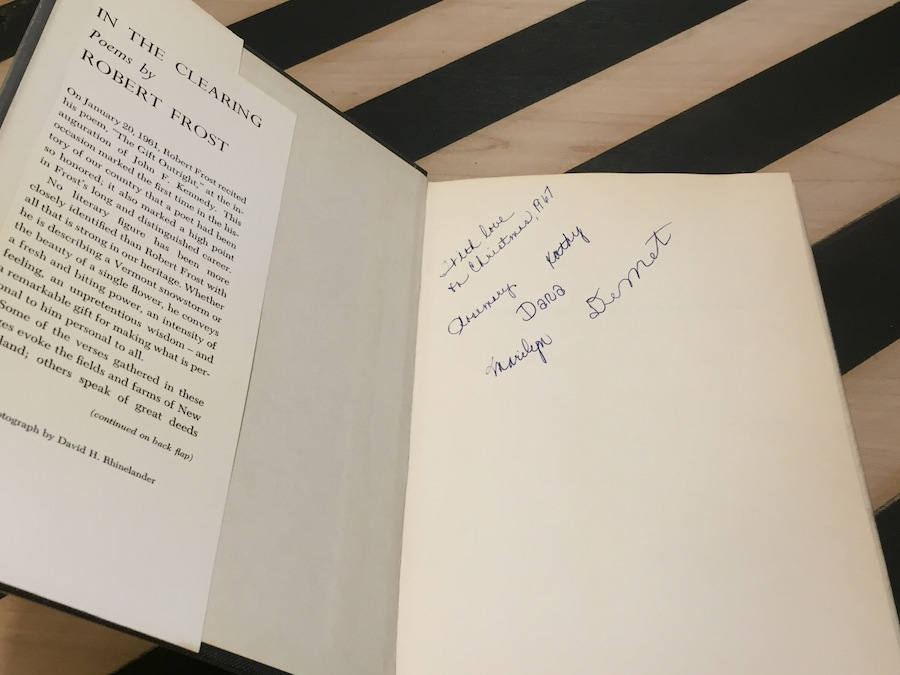 IN THE CLEARING
Poems by
ROBERT FROST
On January 20, 1961, Robert Frost recited
his poem, "The Gift Outright," at the in-
auguration of John F. Kennedy. This
occasion marked the first time in the his-
tory of our country that a poet had been
so honored; it also marked a high point
in Frost's long and distinguished career.
No literary figure has been more
closely identified than Robert Frost with
all that is strong in our heritage. Whether
he is describing a Vermont snowstorm or
the beauty of a single flower, he conveys
a fresh and biting power, an intensity of
feeling, an unpretentious wisdom – and
a remarkable gift for making what is per-
onal to him personal to all.
Some of the verses gathered in these
es evoke the fields and farms of New
land; others speak of great deeds
(continued on back flap)
otograph by David H. Rhinelander
With love
to Christmas, 1967
Rosemary Kathy
Dana DeMet
Marilyn